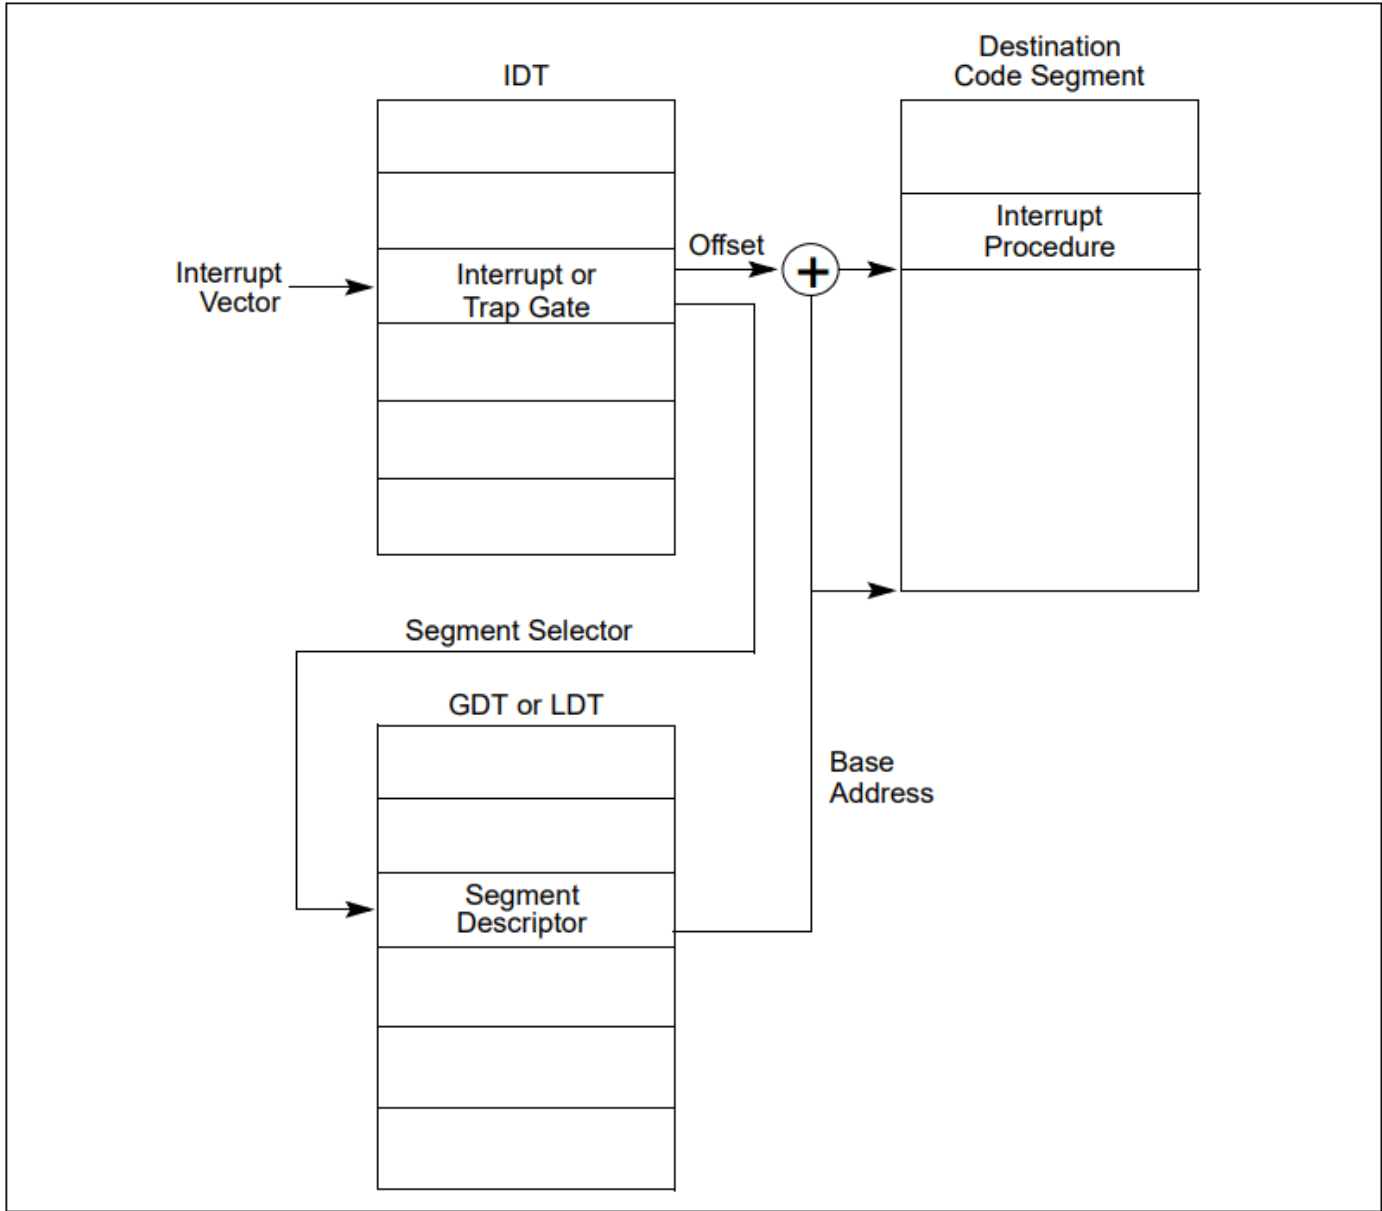 IDT
Destination
Code Segment
Interrupt
Vector
Interrupt or
Trap Gate
Offset
+
Interrupt
Procedure
Segment Selector
GDT or LDT
Segment
Descriptor
Base
Address